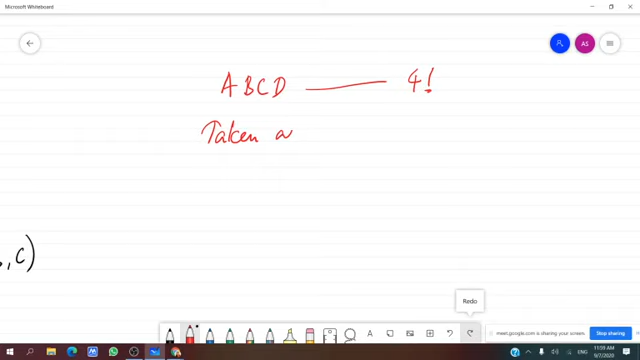 Microsoft Whiteboard
AS
ABCD —— 4!
Taken a
, C)
Redo
A
meet.google.com is sharing your screen.
Stop sharing
ENG
11:01 AM
9/7/2020